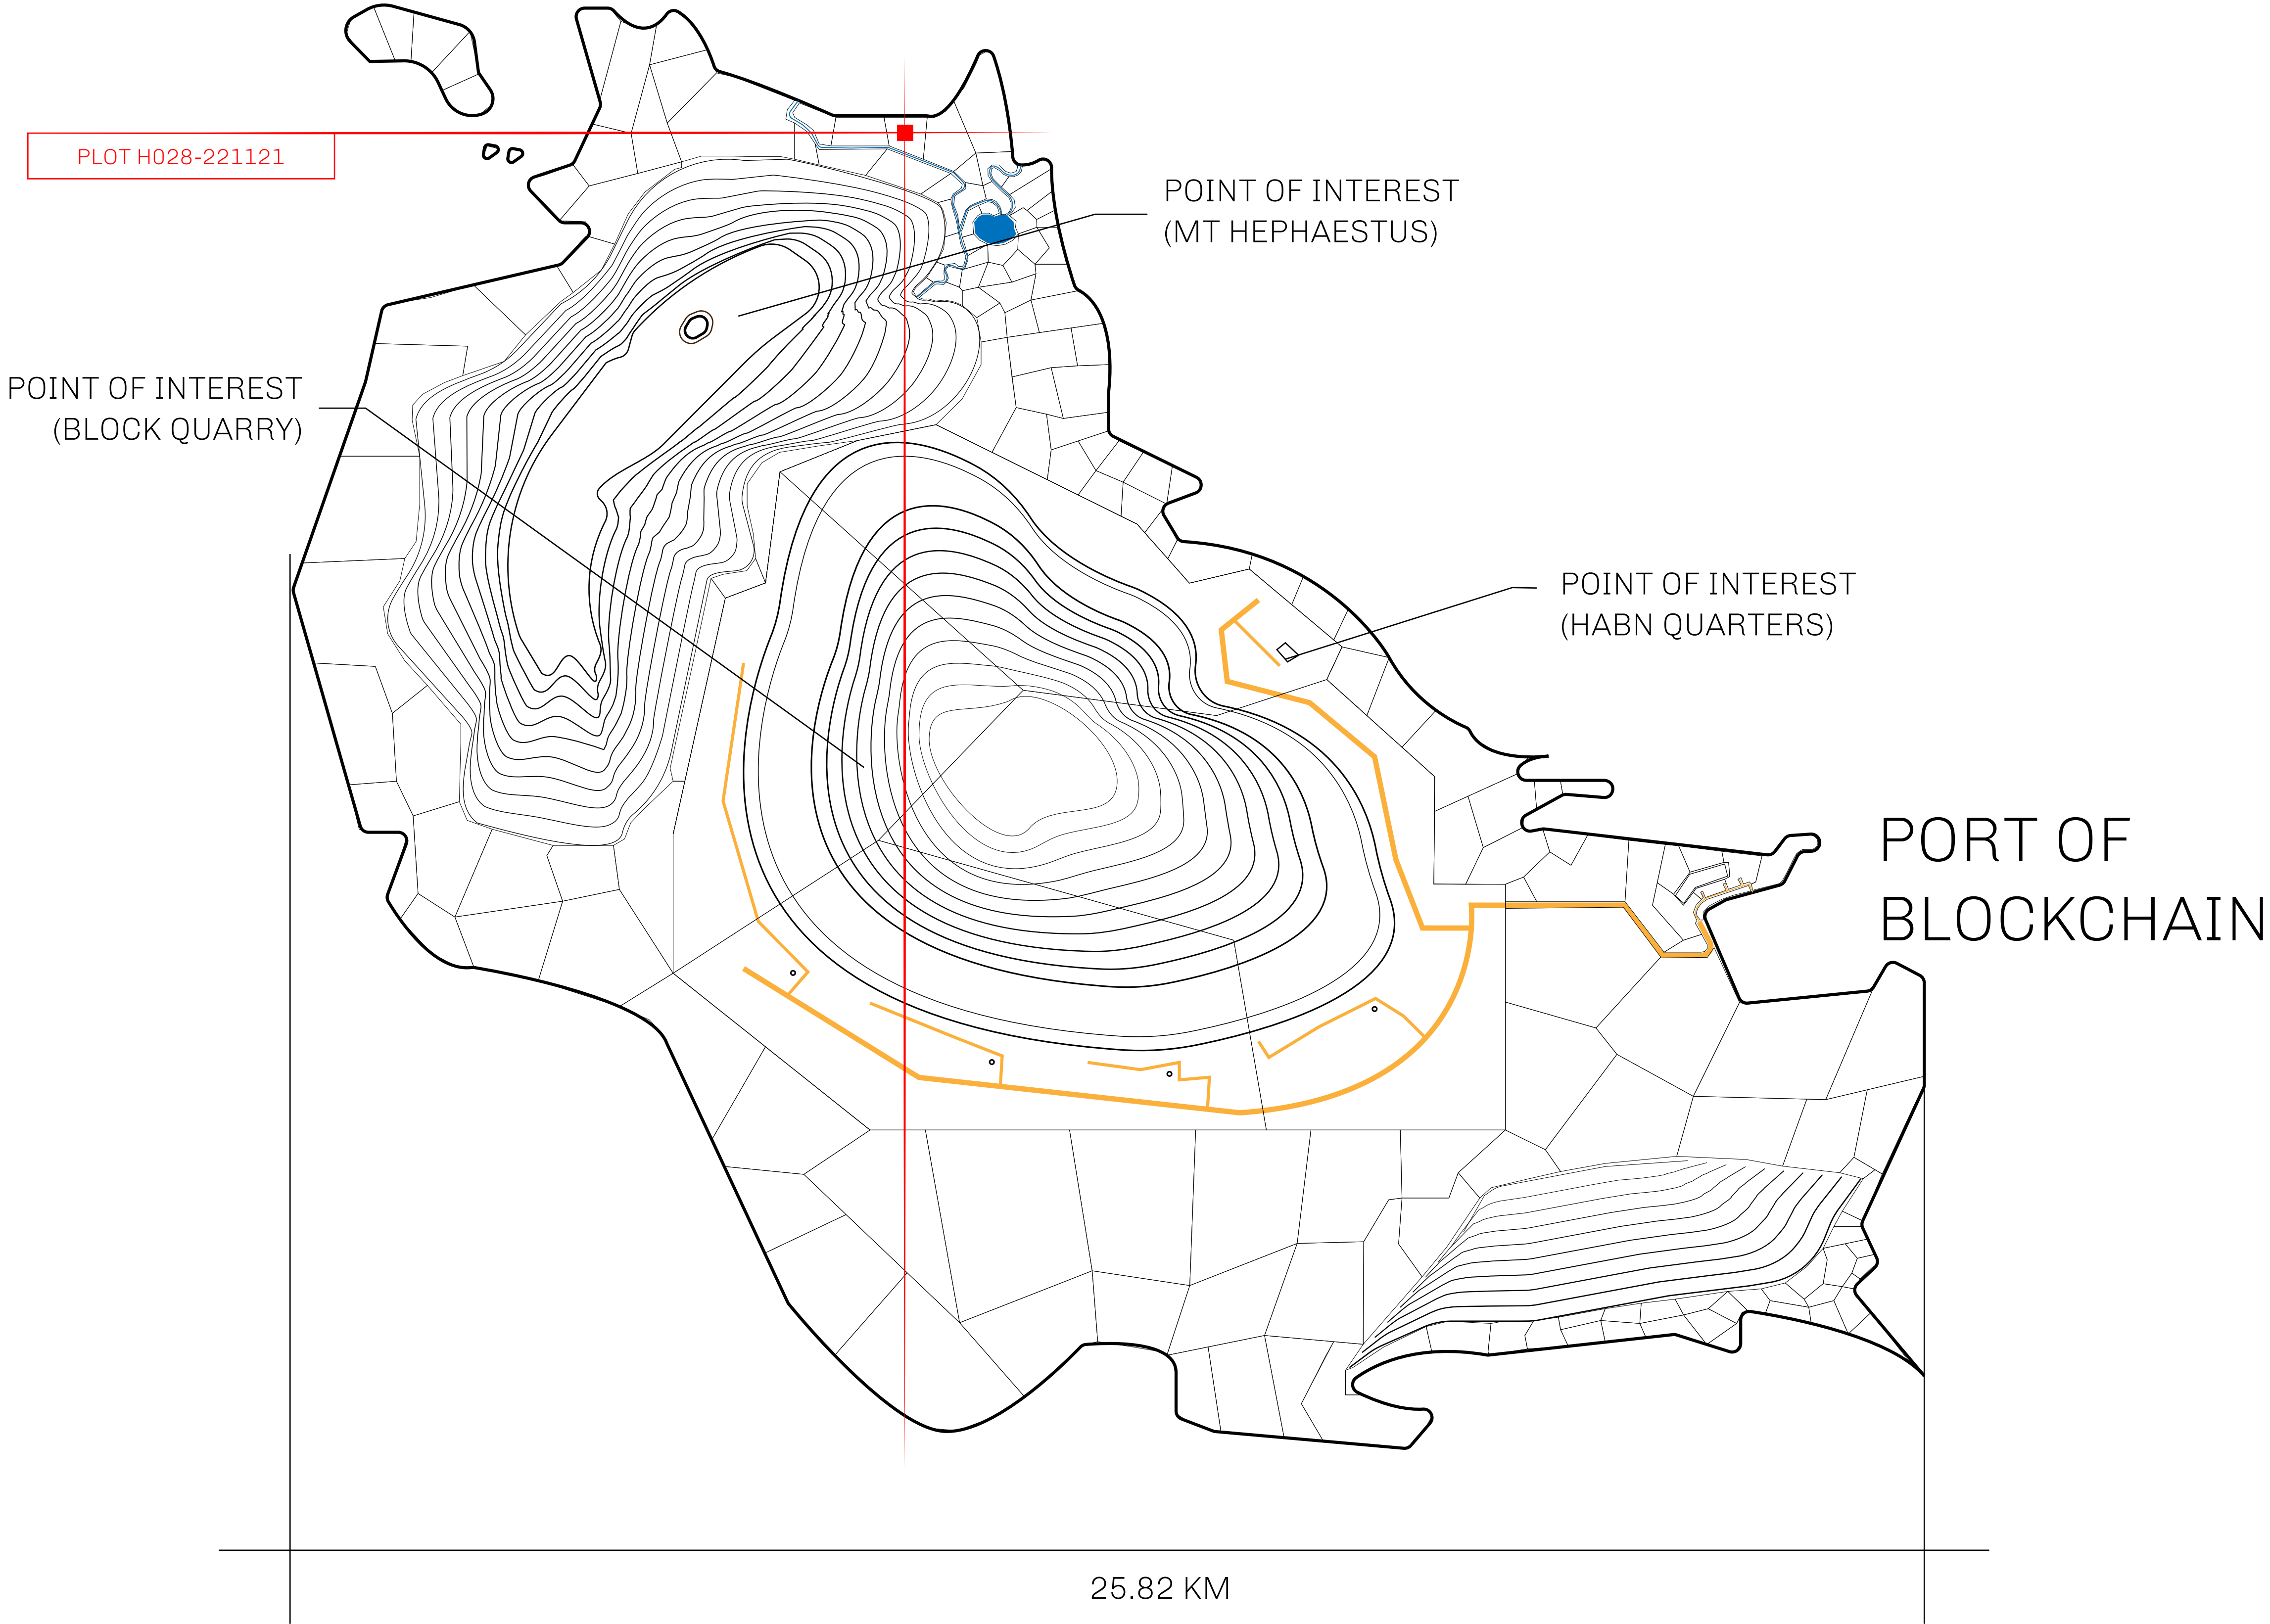 PLOT H028-221121
POINT OF INTEREST
(MT HEPHAESTUS)
POINT OF INTEREST
(BLOCK QUARRY)
POINT OF INTEREST
(HABN QUARTERS)
PORT OF
BLOCKCHAIN
25.82 KM